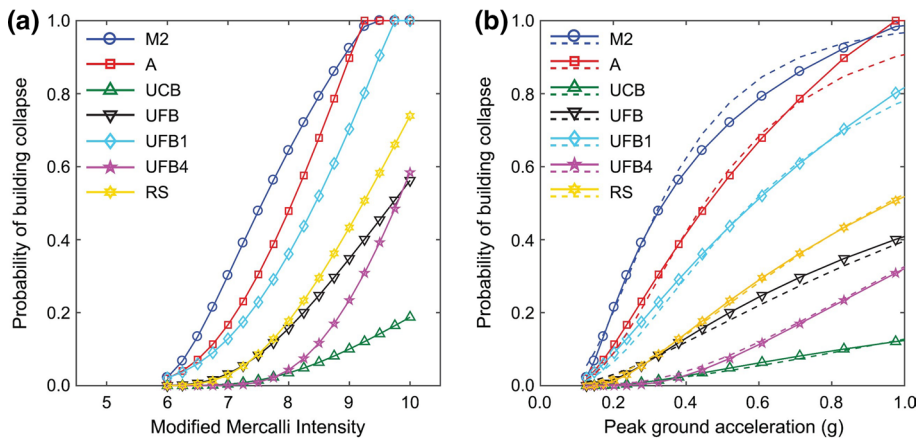 (a)
Probability of building collapse
1.0
0.8
0.6
0.4
0.2
0.0
M2
A
UCB
UFB
UFB1
UFB4
RS
5 6 7 8 9 10
Modified Mercalli Intensity
(b)
Probability of building collapse
1.0
0.8
0.6
0.4
0.2
0.0
M2
A
UCB
UFB
UFB1
UFB4
RS
0.0 0.2 0.4 0.6 0.8 1.0
Peak ground acceleration (g)